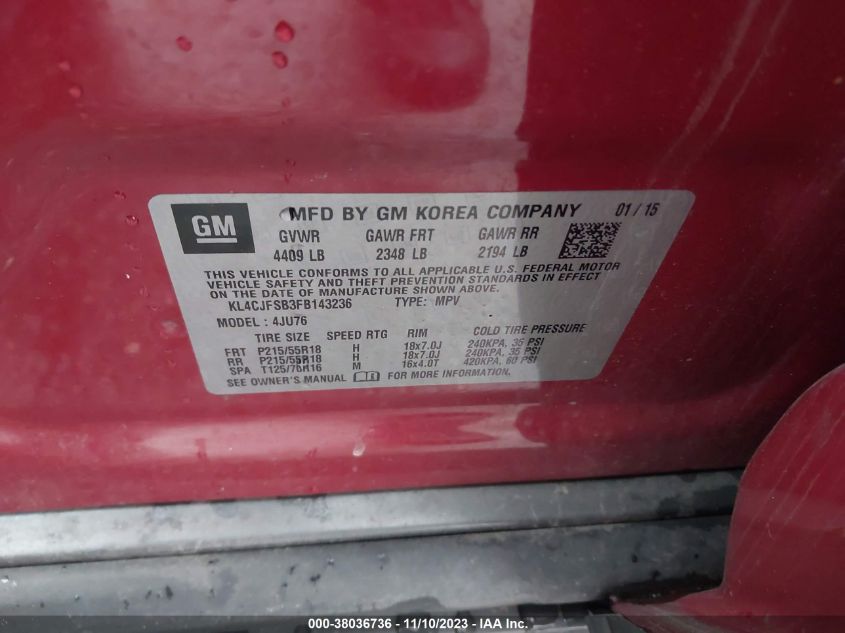 GM MFD BY GM KOREA COMPANY 01 / 15
GVWR GAWR FRT GAWR RR
4409 LB 2348 LB 2194 LB
THIS VEHICLE CONFORMS TO ALL APPLICABLE U.S. FEDERAL MOTOR
VEHICLE SAFETY AND THEFT PREVENTION STANDARDS IN EFFECT
ON THE DATE OF MANUFACTURE SHOWN ABOVE.
KL4CJFSB3FB143236 TYPE: MPV
MODEL : 4JU76
TIRE SIZE SPEED RTG RIM COLD TIRE PRESSURE
FRT P215/55R18 H 18x7.0J 240KPA, 35 PSI
RR P215/55R18 H 18x7.0J 240KPA, 35 PSI
SPA T125/70R16 M 16x4.0T 420KPA, 60 PSI
SEE OWNER'S MANUAL FOR MORE INFORMATION.
000-38036736 - 11/10/2023 - IAA Inc.